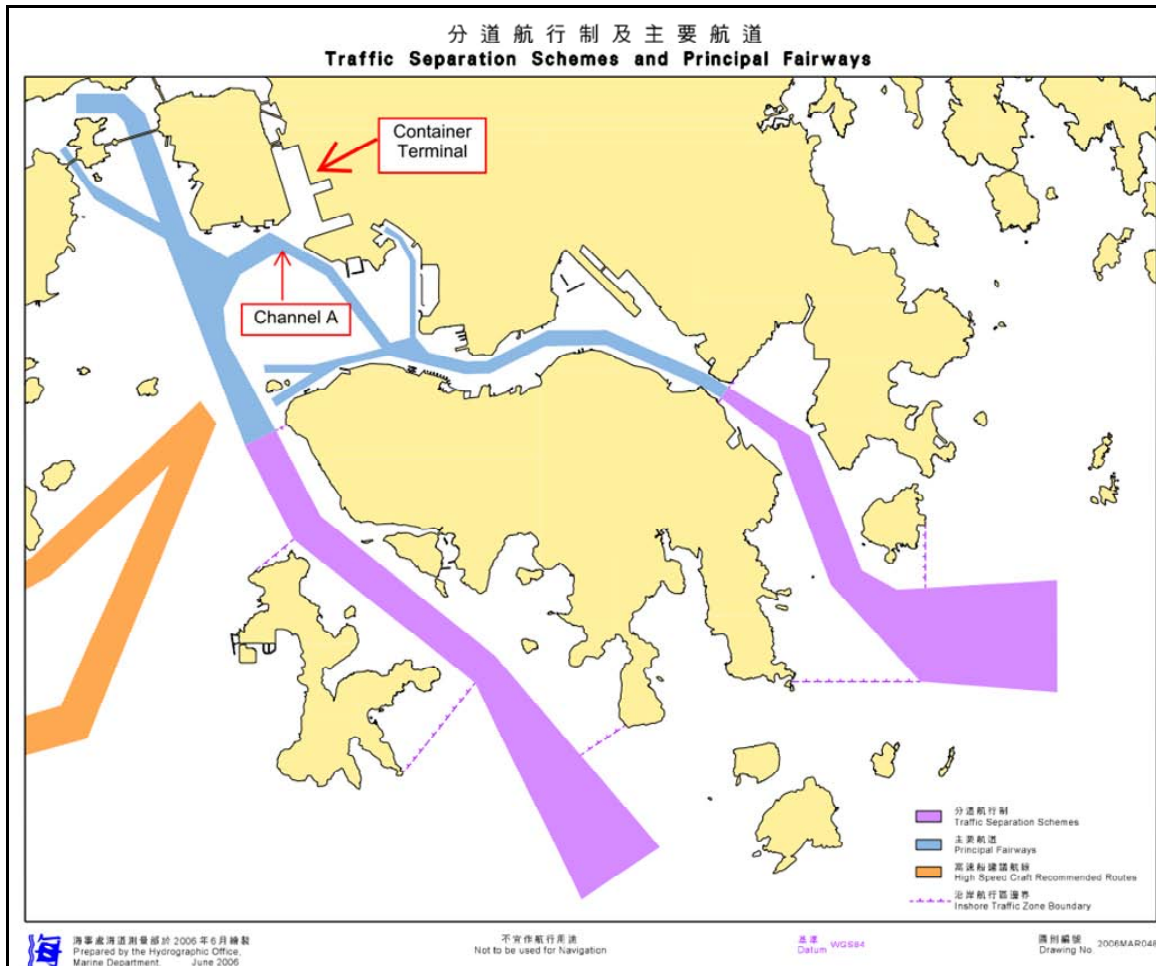 分道航行制及主要航道
Traffic Separation Schemes and Principal Fairways
Container
Terminal
Channel A
分道航行制
Traffic Separation Schemes
主要航道
Principal Fairways
高速船建議航線
High Speed Craft Recommended Routes
沿岸航行區邊界
Inshore Traffic Zone Boundary
海事處海道測量部於2006年6月繪製
Prepared by the Hydrographic Office,
Marine Department, June 2006
不宜作航行用途
Not to be used for Navigation
基準
Datum WGS84
圖則編號
Drawing No. 2006MAR048